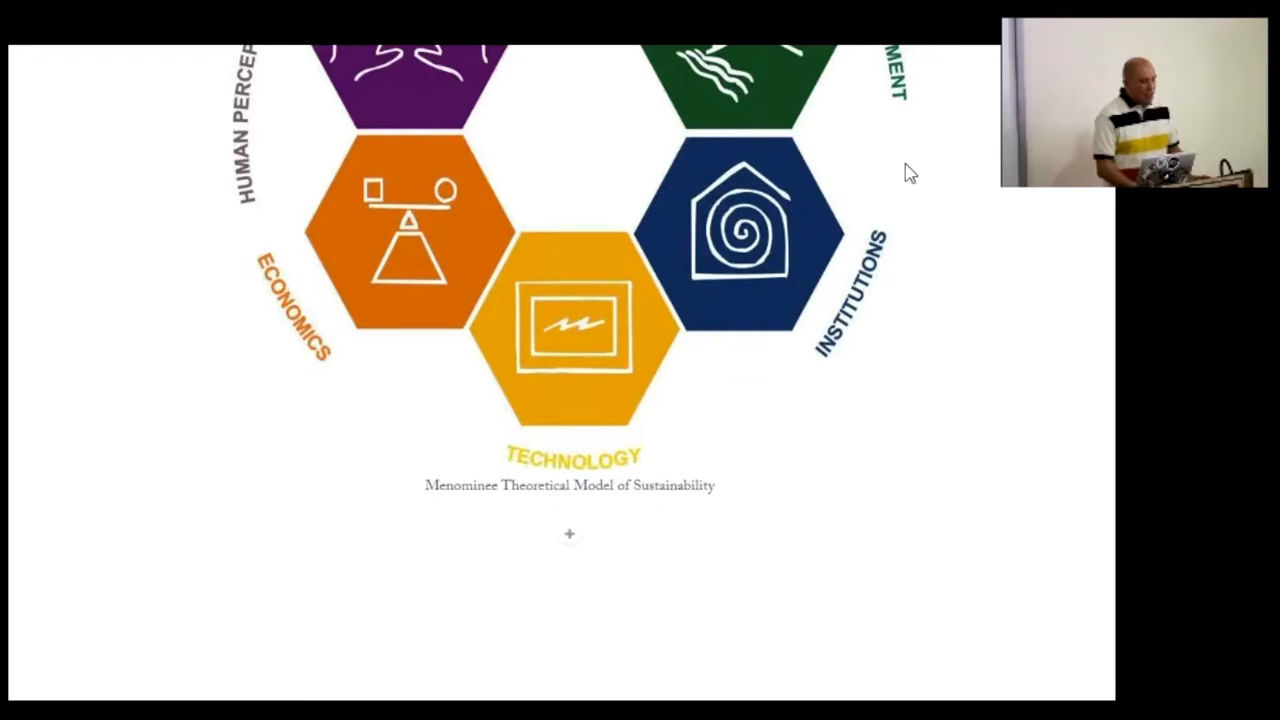 HUMAN PERCEP
MENT
ECONOMICS
INSTITUTIONS
TECHNOLOGY
Menominee Theoretical Model of Sustainability